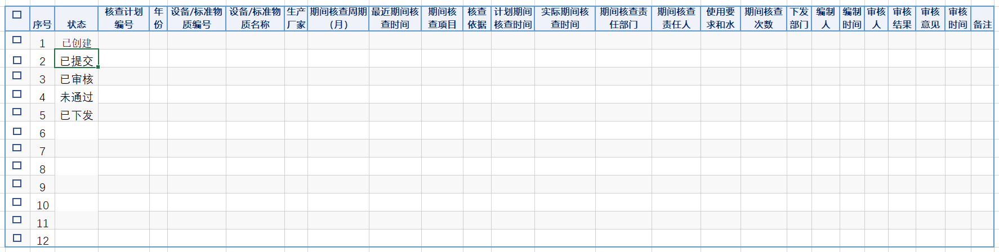 序号 状态 核查计划编号 年份 设备/标准物质编号 设备/标准物质名称 生产厂家 期间核查周期（月） 最近期间核查时间 期间核查项目 核查依据 计划期间核查时间 实际期间核查时间 期间核查责任部门 期间核查责任人 使用要求和水 期间核查次数 下发部门 编制人 编制时间 审核人 审核结果 审核意见 审核时间 备注
1 已创建
2 已提交
3 已审核
4 未通过
5 已下发
6
7
8
9
10
11
12